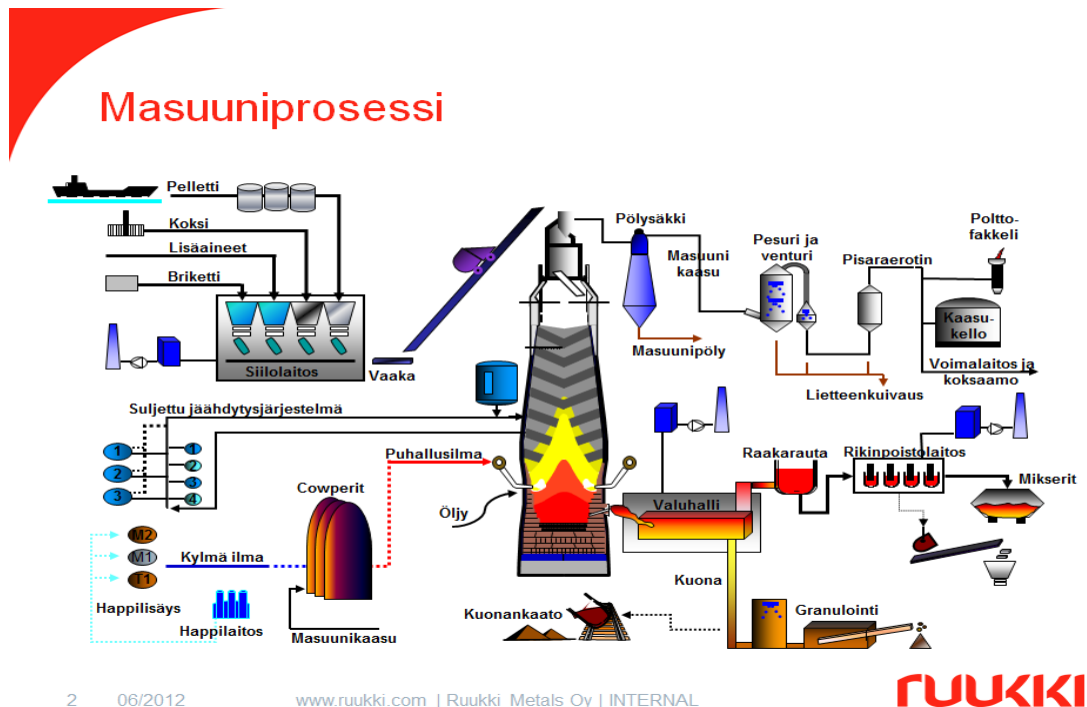 Masuuniprosessi
Pelletti
Koksi
Lisäaineet
Briketti
Siilolaitos
Vaaka
Pölysäkki
Masuuni
kaasu
Masuunipöly
Pesuri ja
venturi
Pisaraerotin
Poltto-
fakkeli
Kaasu-
kello
Voimalaitos ja
koksaamo
Lietteenkuivaus
Suljettu jäähdytysjärjestelmä
1
2
3
1
2
3
4
Puhallusilma
Cowperit
Öljy
M2
M1
T1
Kylmä ilma
Happilisäys
Happilaitos
Masuunikaasu
Valuhalli
Raakarauta
Rikinpoistolaitos
Mikserit
Kuona
Kuonankaato
Granulointi
2 06/2012 www.ruukki.com | Ruukki Metals Oy | INTERNAL
RUUKKI